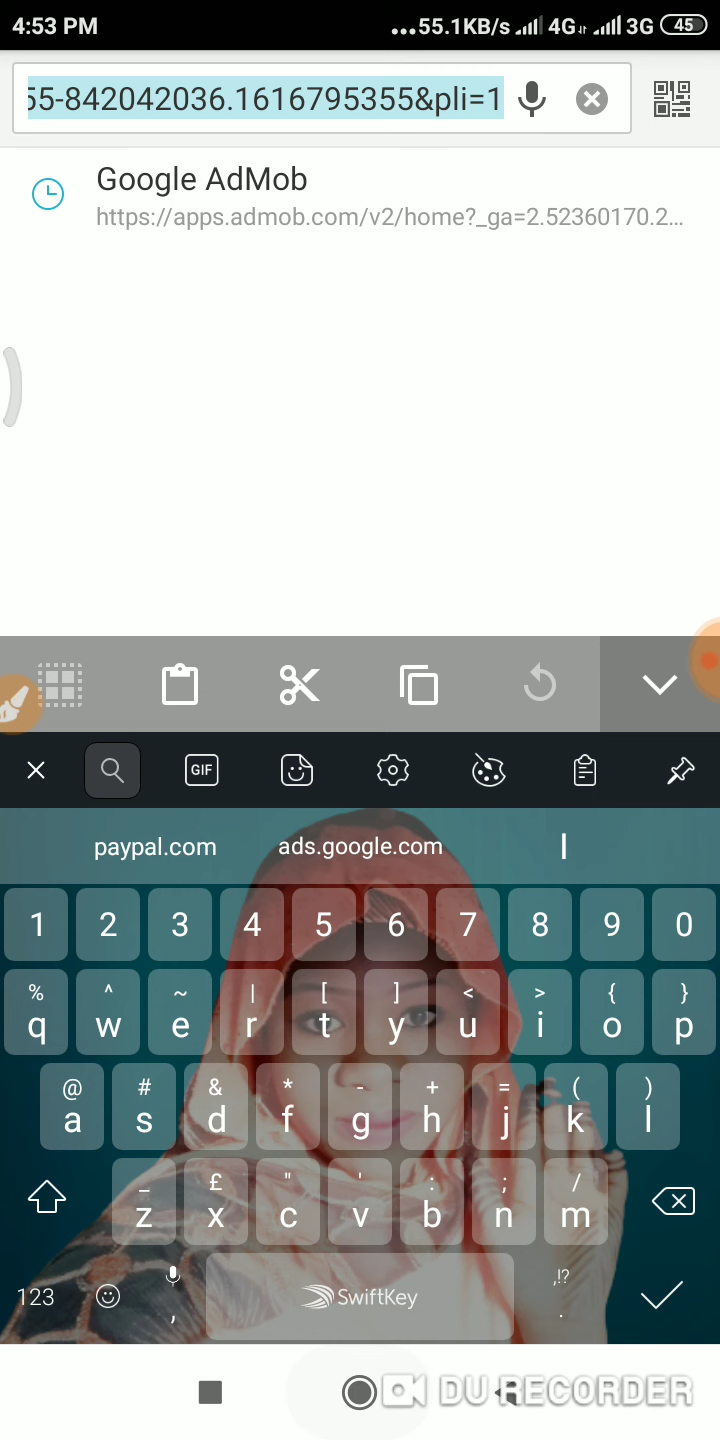 4:53 PM ...55.1KB/s 4G 3G 45
55-842042036.1616795355&pli=1
Google AdMob
https://apps.admob.com/v2/home?_ga=2.52360170.2...
GIF
paypal.com ads.google.com I
1 2 3 4 5 6 7 8 9 0
% ^ ~ | [ ] < > { }
q w e r t y u i o p
@ # & * - + = ( )
a s d f g h j k l
_ £ " ' : ; /
z x c v b n m
,!?
123 , SwiftKey .
DU RECORDER